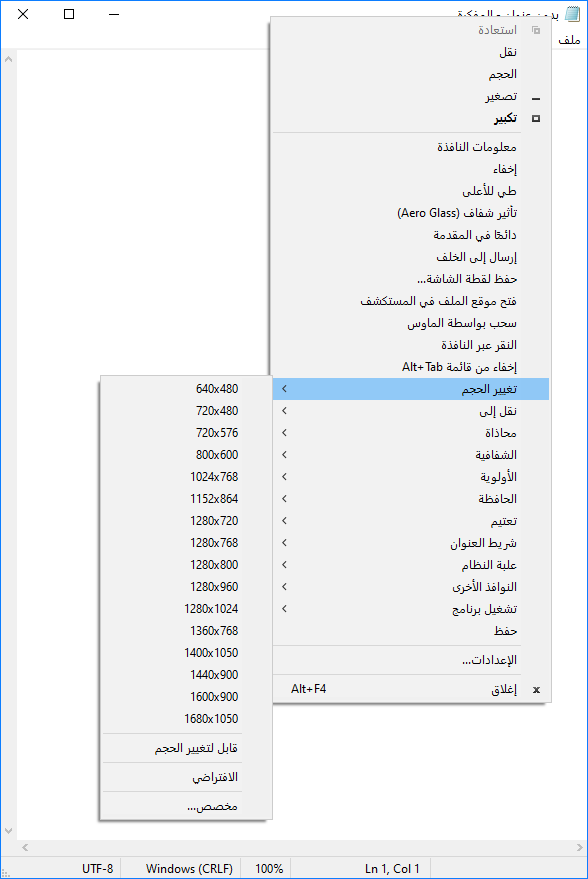 بدون عنوان - المفكرة
ملف
استعادة
نقل
الحجم
تصغير
تكبير
معلومات النافذة
إخفاء
طي للأعلى
تأثير شفاف (Aero Glass)
دائمًا في المقدمة
إرسال إلى الخلف
حفظ لقطة الشاشة...
فتح موقع الملف في المستكشف
سحب بواسطة الماوس
النقر عبر النافذة
إخفاء من قائمة Alt+Tab
تغيير الحجم
نقل إلى
محاذاة
الشفافية
الأولوية
الحافظة
تعتيم
شريط العنوان
علبة النظام
النوافذ الأخرى
تشغيل برنامج
حفظ
الإعدادات...
إغلاق Alt+F4
640x480
720x480
720x576
800x600
1024x768
1152x864
1280x720
1280x768
1280x800
1280x960
1280x1024
1360x768
1400x1050
1440x900
1600x900
1680x1050
قابل لتغيير الحجم
الافتراضي
مخصص...
UTF-8 Windows (CRLF) 100% Ln 1, Col 1